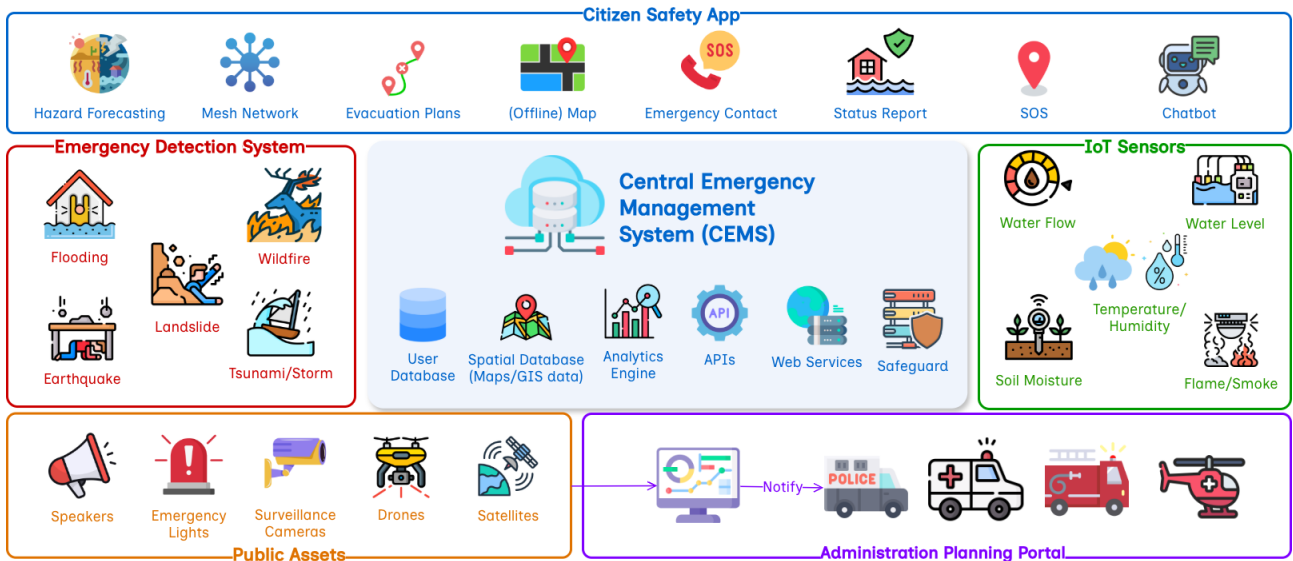 Citizen Safety App
SOS
Hazard Forecasting
Mesh Network
Evacuation Plans
(Offline) Map
Emergency Contact
Status Report
SOS
Chatbot
Emergency Detection System
Flooding
Wildfire
Landslide
Earthquake
Tsunami/Storm
Central Emergency
Management
System (CEMS)
User
Database
Spatial Database
(Maps/GIS data)
Analytics
Engine
API
APIs
Web Services
Safeguard
IoT Sensors
Water Flow
Water Level
%
Temperature/
Humidity
Soil Moisture
Flame/Smoke
Speakers
Emergency
Lights
Surveillance
Cameras
Drones
Satellites
Public Assets
Notify
POLICE
Administration Planning Portal